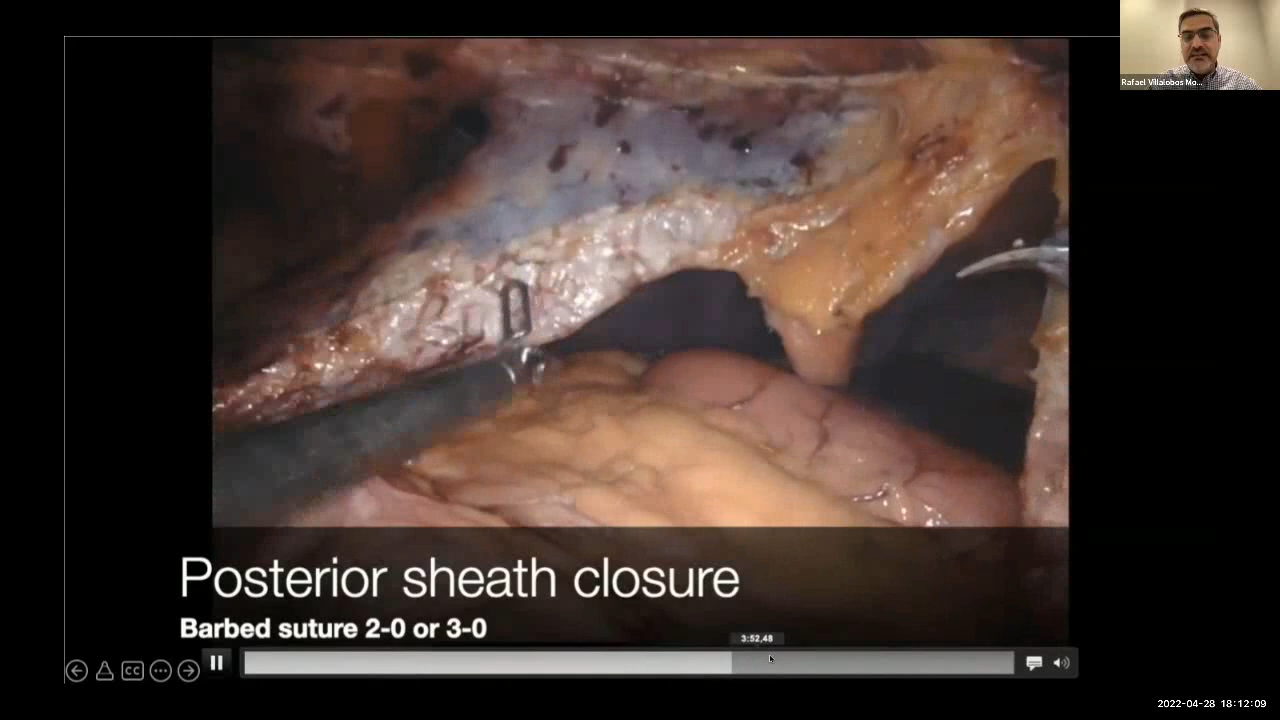 Rafael Villalobos Mo...
Posterior sheath closure
Barbed suture 2-0 or 3-0
3:52,48
CC
2022-04-28 18:12:09